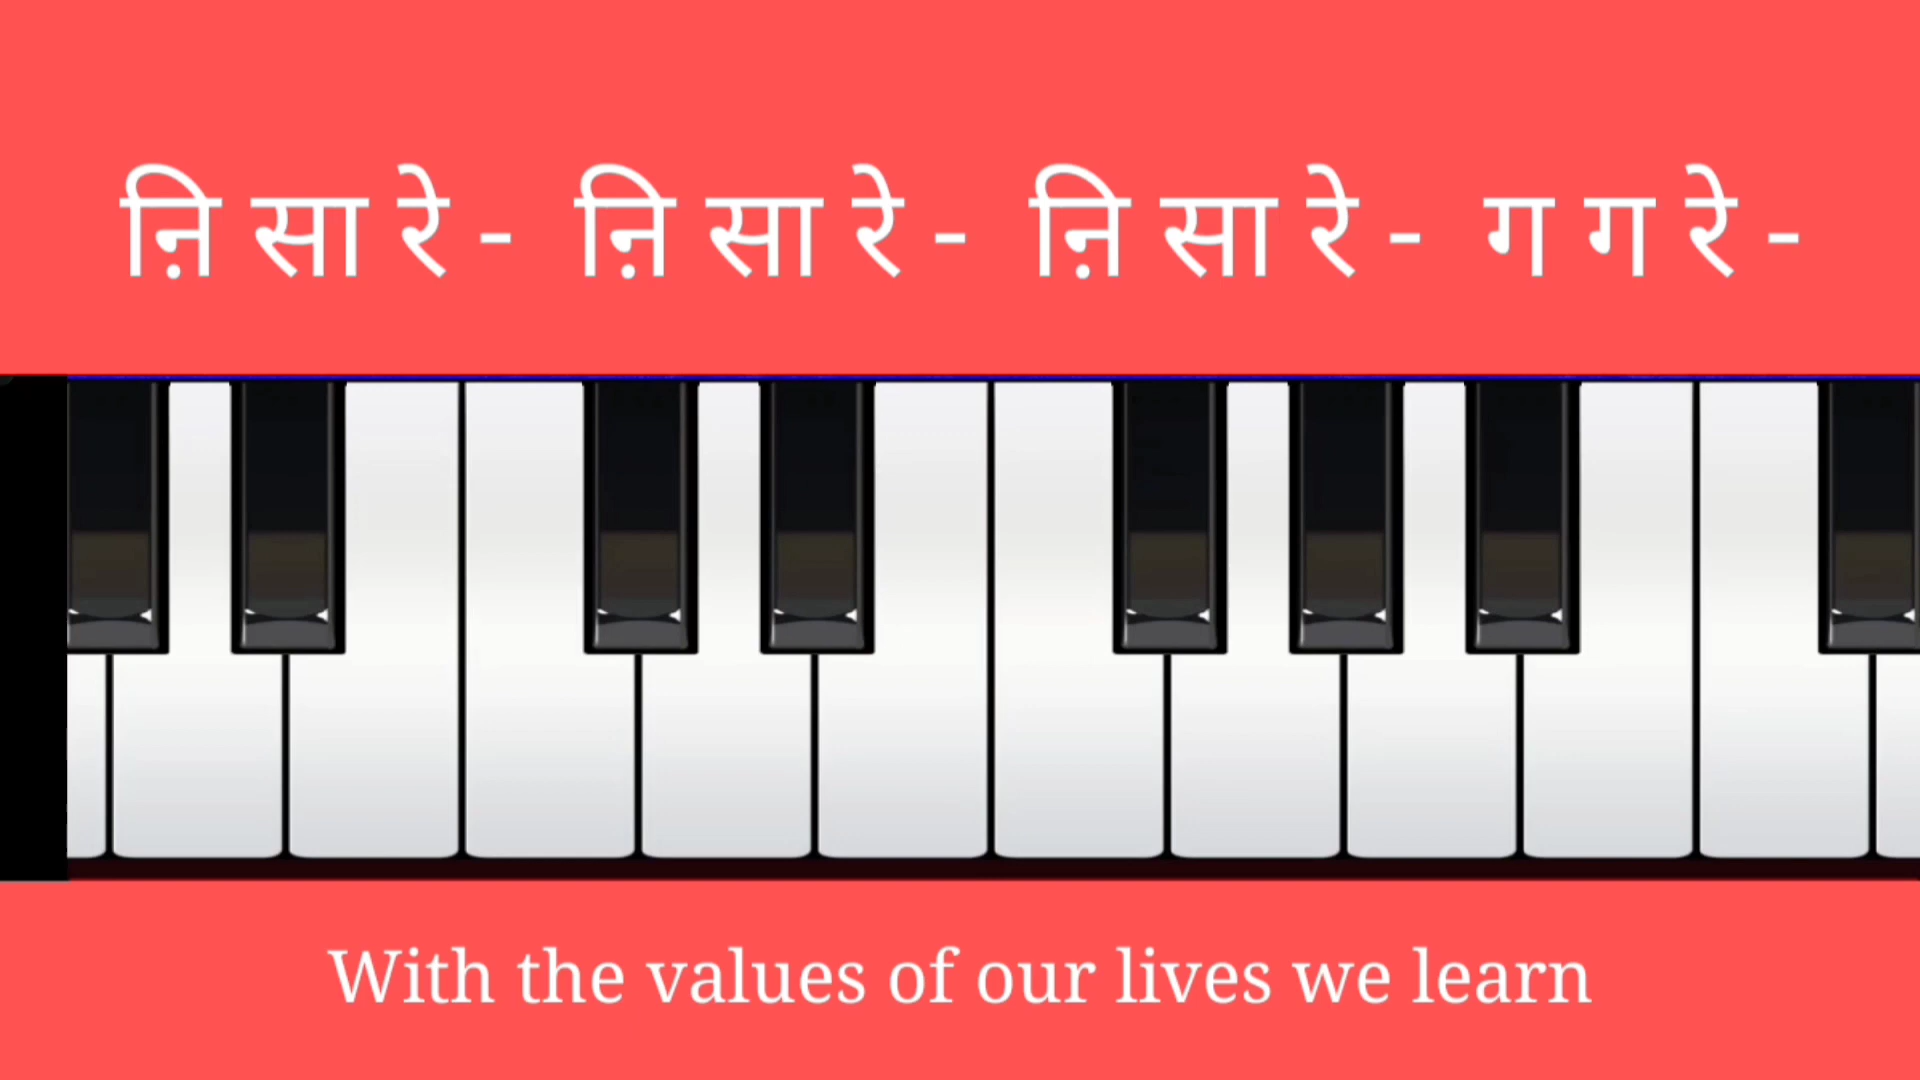 ऩि सा रे - ऩि सा रे - ऩि सा रे - ग ग रे -
With the values of our lives we learn